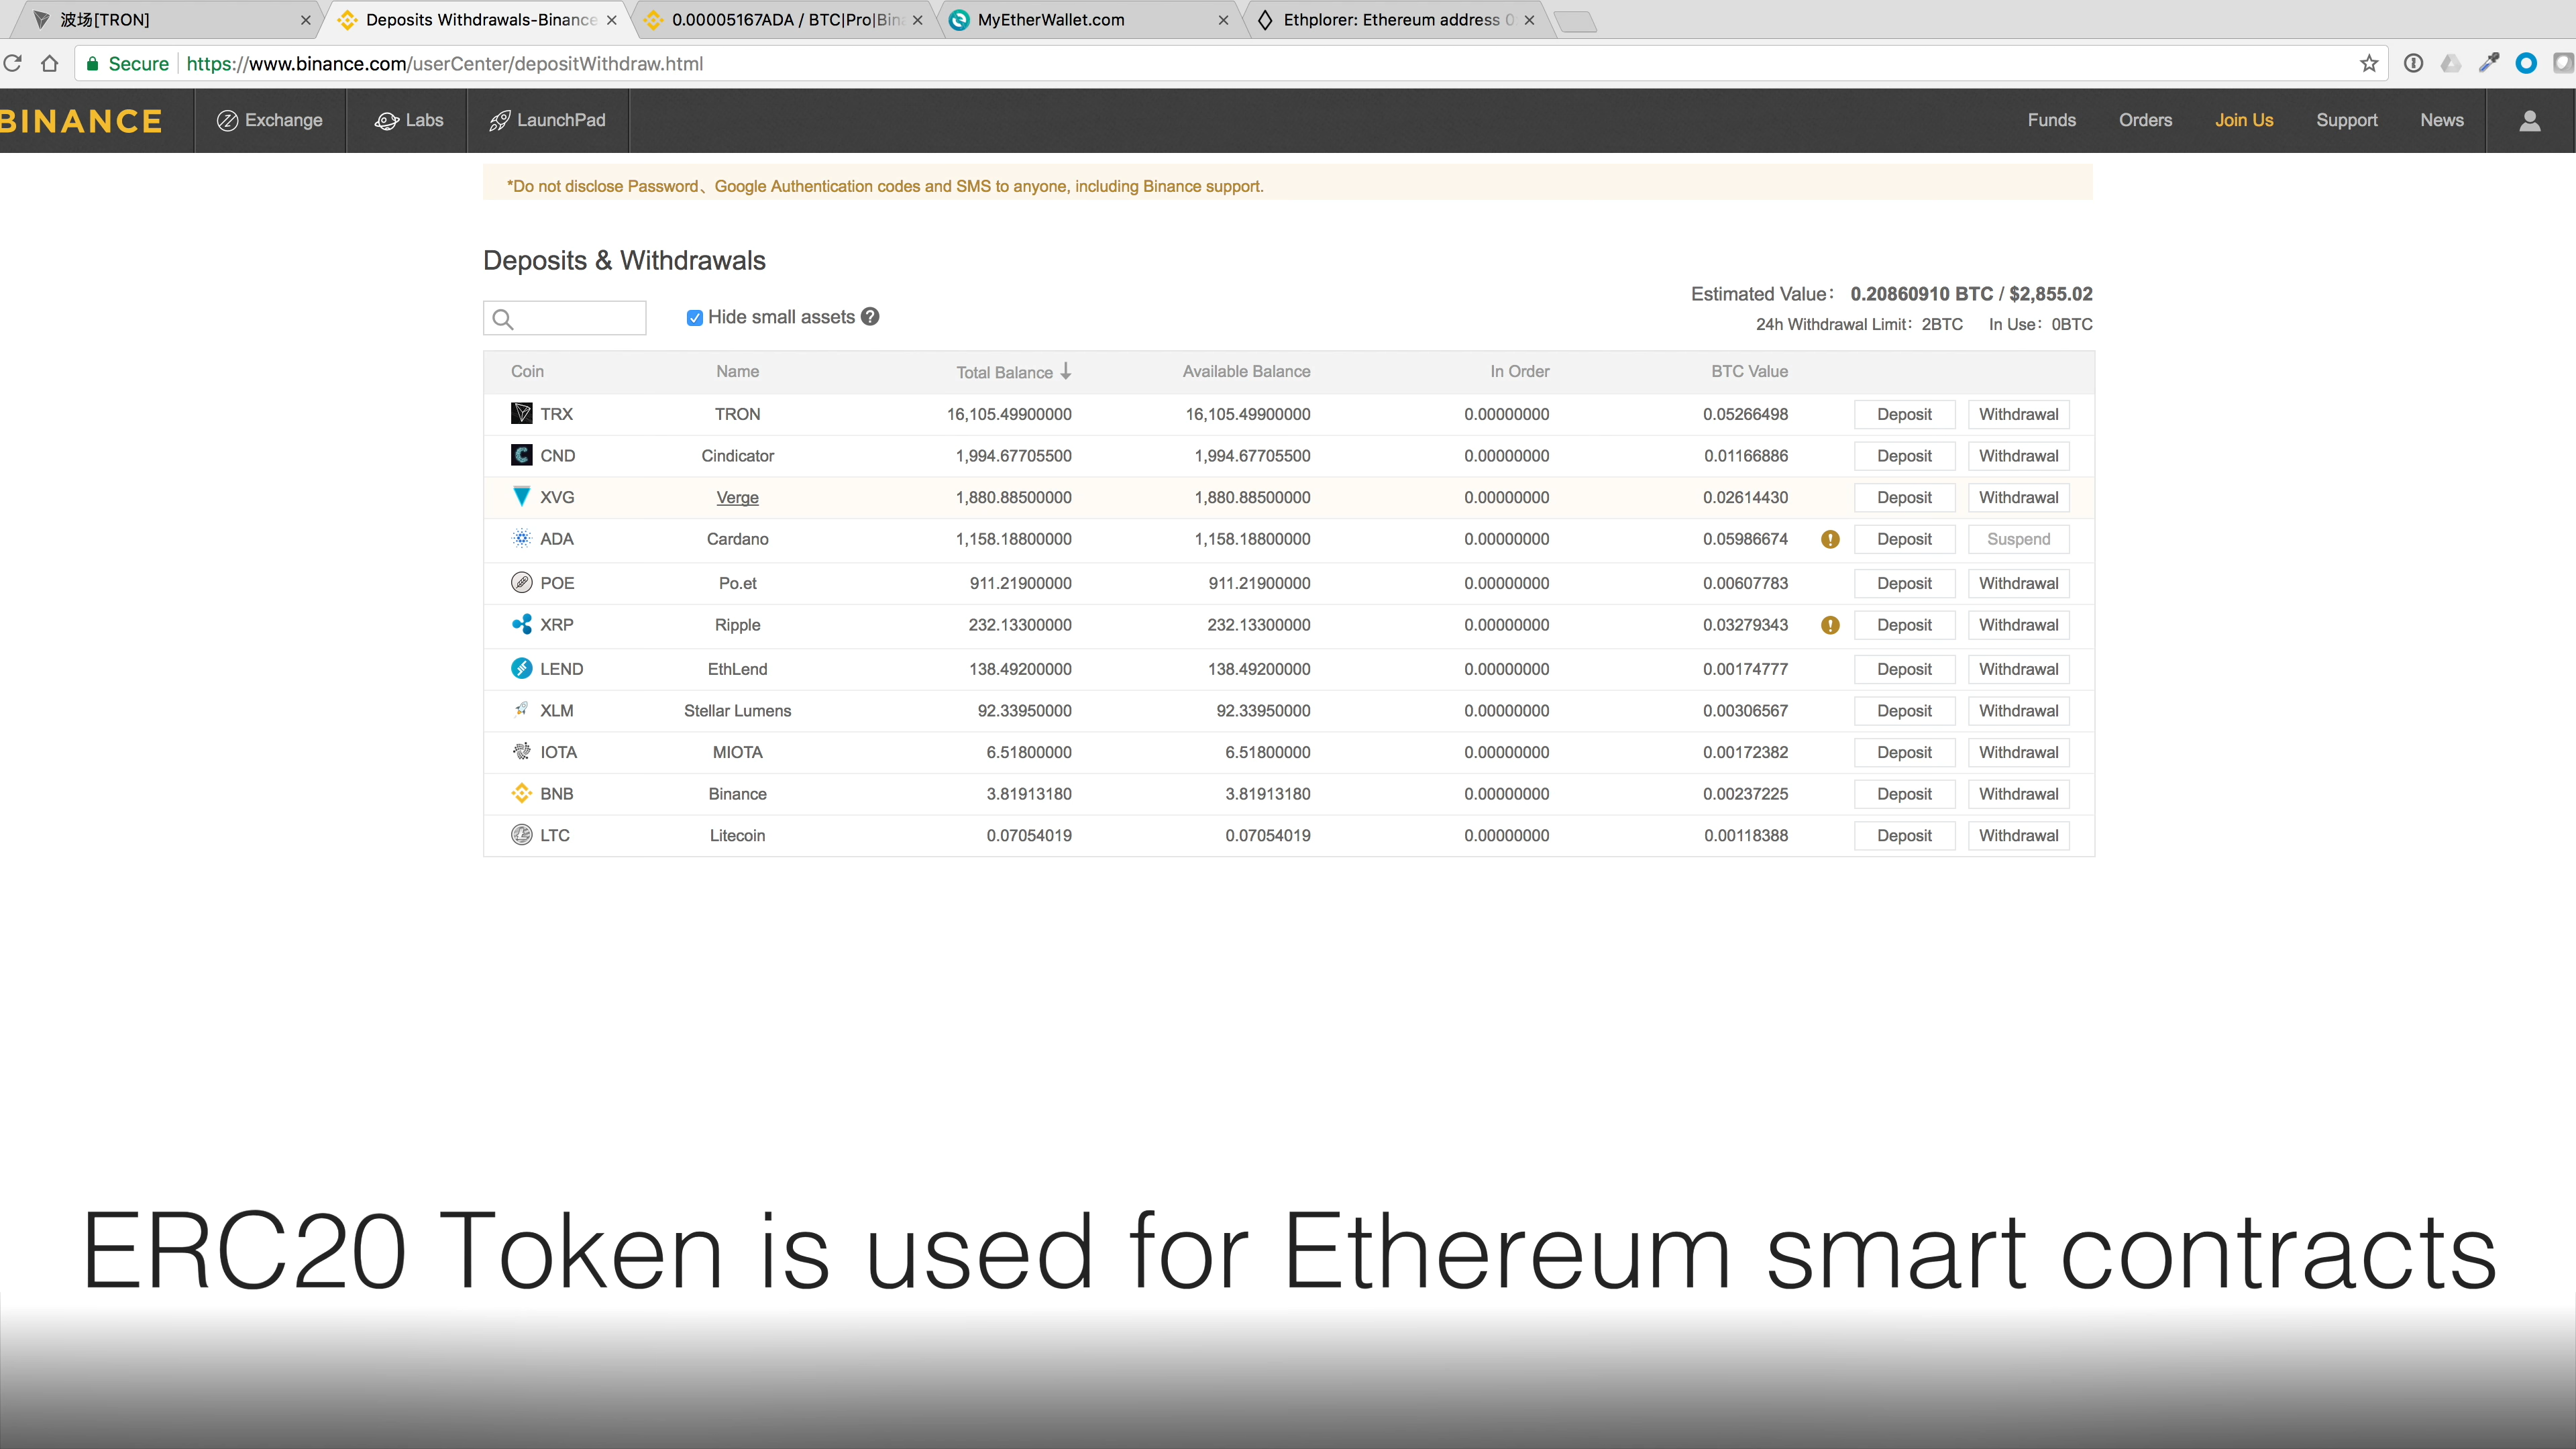 波场[TRON]
Deposits Withdrawals-Binance
0.00005167ADA / BTC|Pro|Bin
MyEtherWallet.com
Ethplorer: Ethereum address 0
Secure https://www.binance.com/userCenter/depositWithdraw.html
BINANCE Exchange Labs LaunchPad Funds Orders Join Us Support News
*Do not disclose Password、Google Authentication codes and SMS to anyone, including Binance support.
Deposits & Withdrawals
Estimated Value： 0.20860910 BTC / $2,855.02
Hide small assets
24h Withdrawal Limit：2BTC In Use：0BTC
Coin Name Total Balance Available Balance In Order BTC Value
TRX TRON 16,105.49900000 16,105.49900000 0.00000000 0.05266498 Deposit Withdrawal
CND Cindicator 1,994.67705500 1,994.67705500 0.00000000 0.01166886 Deposit Withdrawal
XVG Verge 1,880.88500000 1,880.88500000 0.00000000 0.02614430 Deposit Withdrawal
ADA Cardano 1,158.18800000 1,158.18800000 0.00000000 0.05986674 Deposit Suspend
POE Po.et 911.21900000 911.21900000 0.00000000 0.00607783 Deposit Withdrawal
XRP Ripple 232.13300000 232.13300000 0.00000000 0.03279343 Deposit Withdrawal
LEND EthLend 138.49200000 138.49200000 0.00000000 0.00174777 Deposit Withdrawal
XLM Stellar Lumens 92.33950000 92.33950000 0.00000000 0.00306567 Deposit Withdrawal
IOTA MIOTA 6.51800000 6.51800000 0.00000000 0.00172382 Deposit Withdrawal
BNB Binance 3.81913180 3.81913180 0.00000000 0.00237225 Deposit Withdrawal
LTC Litecoin 0.07054019 0.07054019 0.00000000 0.00118388 Deposit Withdrawal
ERC20 Token is used for Ethereum smart contracts